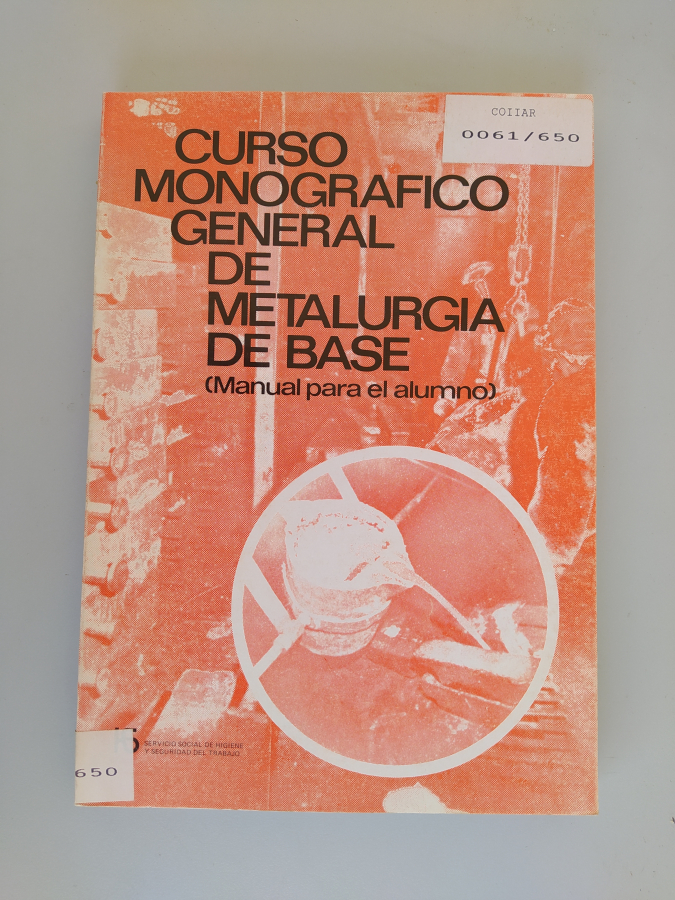 COIIAR
0061/650
CURSO
MONOGRAFICO
GENERAL
DE
METALURGIA
DE BASE
(Manual para el alumno)
SERVICIO SOCIAL DE HIGIENE
Y SEGURIDAD DEL TRABAJO
650